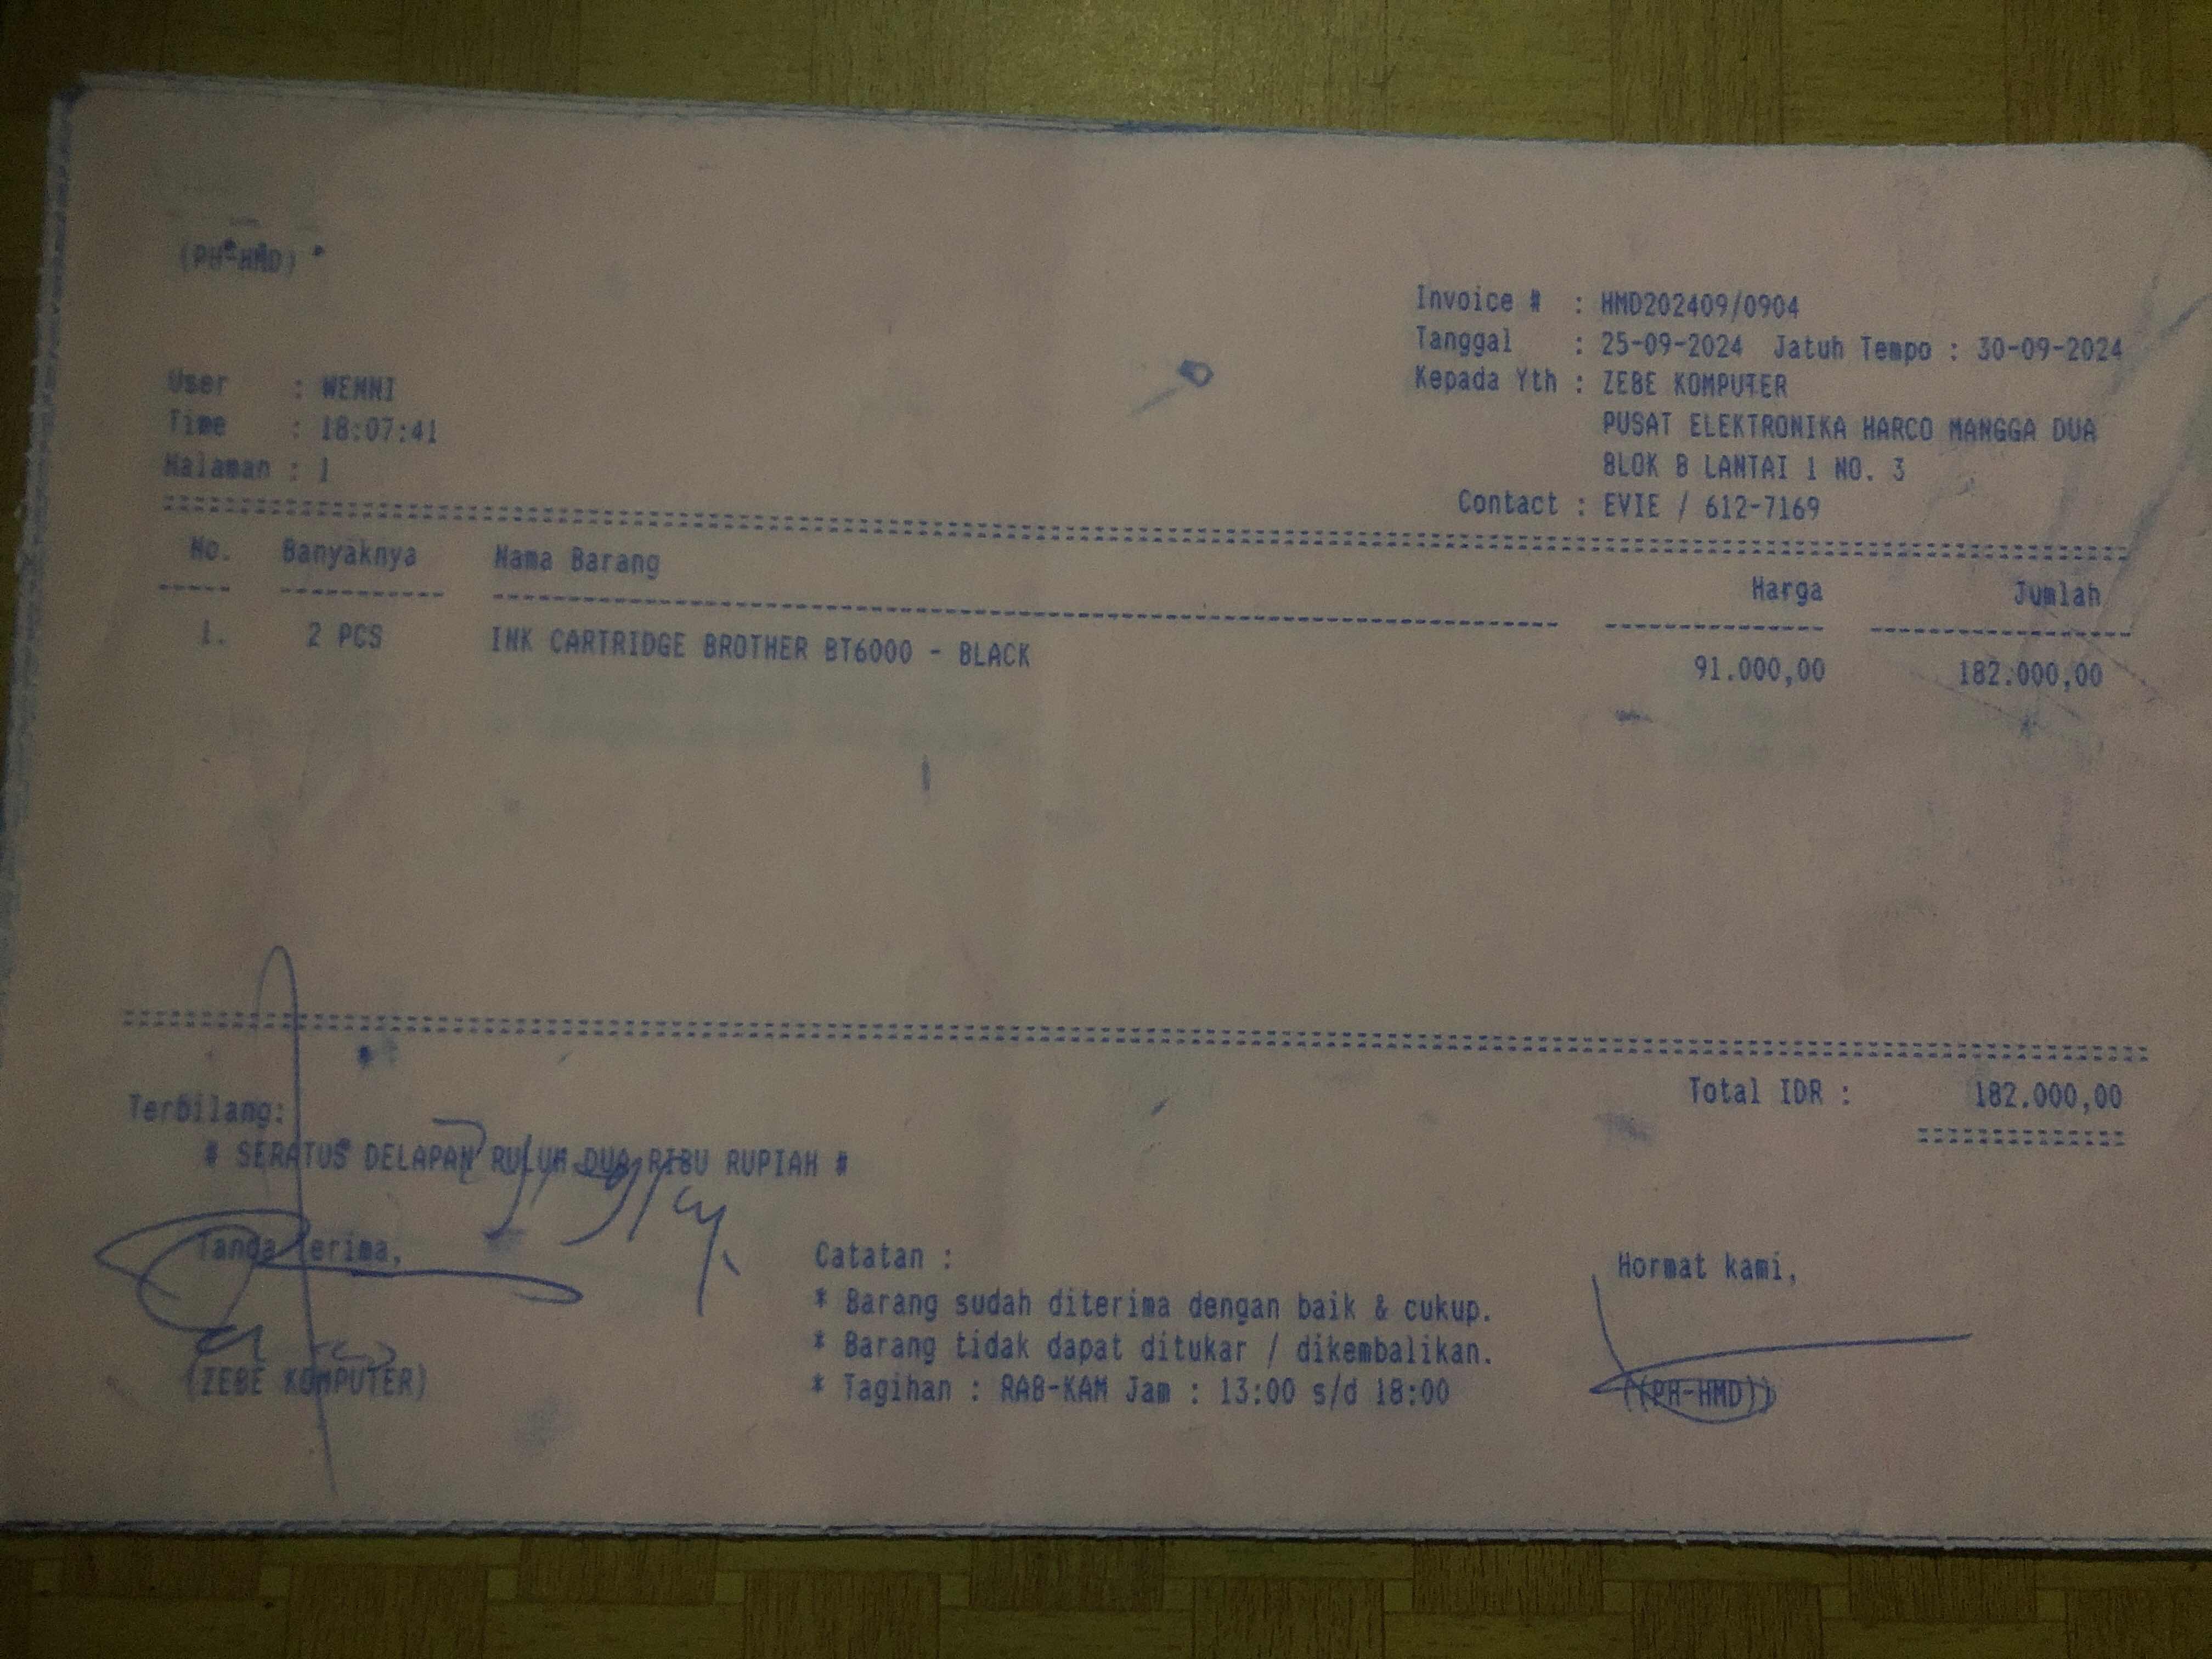 (PH-HMD)
Invoice # : HMD202409/0904
Tanggal : 25-09-2024 Jatuh Tempo : 30-09-2024
Kepada Yth : ZEBE KOMPUTER
PUSAT ELEKTRONIKA HARCO MANGGA DUA
BLOK B LANTAI 1 NO. 3
Contact : EVIE / 612-7169
User : WENNI
Time : 18:07:41
Halaman : 1
No. Banyaknya Nama Barang Harga Jumlah
1. 2 PCS INK CARTRIDGE BROTHER BT6000 - BLACK 91.000,00 182.000,00
Total IDR : 182.000,00
Terbilang:
# SERATUS DELAPAN PULUH DUA RIBU RUPIAH #
Tanda terima,
(ZEBE KOMPUTER)
Catatan :
* Barang sudah diterima dengan baik & cukup.
* Barang tidak dapat ditukar / dikembalikan.
* Tagihan : RAB-KAM Jam : 13:00 s/d 18:00
Hormat kami,
((PH-HMD))